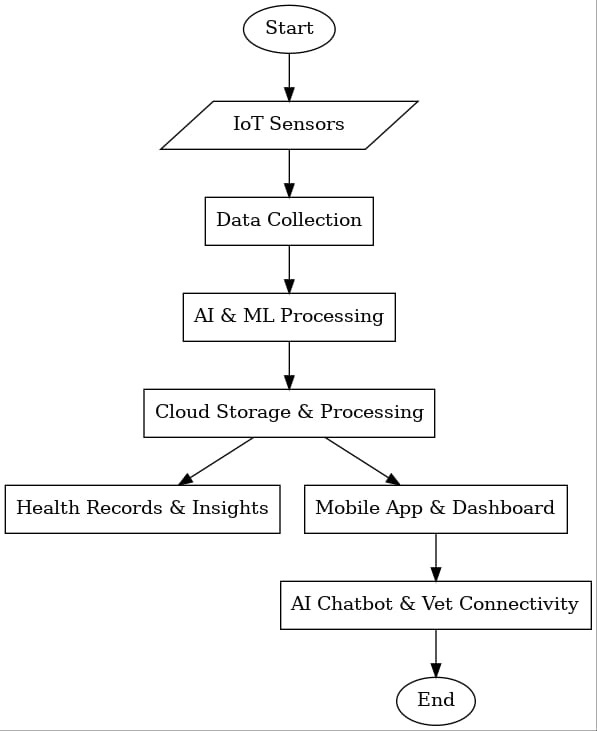 Start
IoT Sensors
Data Collection
AI & ML Processing
Cloud Storage & Processing
Health Records & Insights
Mobile App & Dashboard
AI Chatbot & Vet Connectivity
End